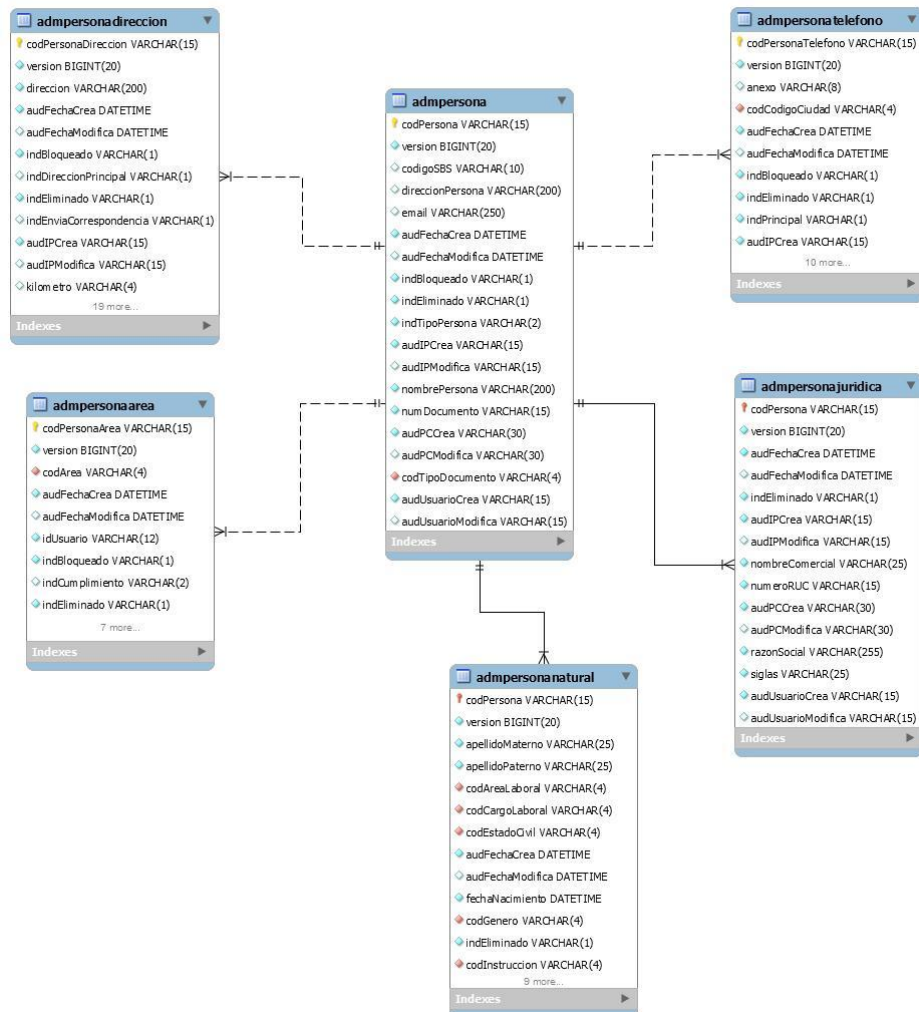 admpersonadireccion
codPersonaDireccion VARCHAR(15)
version BIGINT(20)
direccion VARCHAR(200)
audFechaCrea DATETIME
audFechaModifica DATETIME
indBloqueado VARCHAR(1)
indDireccionPrincipal VARCHAR(1)
indEliminado VARCHAR(1)
indEnviaCorrespondencia VARCHAR(1)
audIPCrea VARCHAR(15)
audIPModifica VARCHAR(15)
kilometro VARCHAR(4)
19 more...
Indexes
admpersona
codPersona VARCHAR(15)
version BIGINT(20)
codigoSBS VARCHAR(10)
direccionPersona VARCHAR(200)
email VARCHAR(250)
audFechaCrea DATETIME
audFechaModifica DATETIME
indBloqueado VARCHAR(1)
indEliminado VARCHAR(1)
indTipoPersona VARCHAR(2)
audIPCrea VARCHAR(15)
audIPModifica VARCHAR(15)
nombrePersona VARCHAR(200)
numDocumento VARCHAR(15)
audPCCrea VARCHAR(30)
audPCModifica VARCHAR(30)
codTipoDocumento VARCHAR(4)
audUsuarioCrea VARCHAR(15)
audUsuarioModifica VARCHAR(15)
Indexes
admpersonatelefono
codPersonaTelefono VARCHAR(15)
version BIGINT(20)
anexo VARCHAR(8)
codCodigoCiudad VARCHAR(4)
audFechaCrea DATETIME
audFechaModifica DATETIME
indBloqueado VARCHAR(1)
indEliminado VARCHAR(1)
indPrincipal VARCHAR(1)
audIPCrea VARCHAR(15)
10 more...
Indexes
admpersonaarea
codPersonaArea VARCHAR(15)
version BIGINT(20)
codArea VARCHAR(4)
audFechaCrea DATETIME
audFechaModifica DATETIME
idUsuario VARCHAR(12)
indBloqueado VARCHAR(1)
indCumplimiento VARCHAR(2)
indEliminado VARCHAR(1)
7 more...
Indexes
admpersonajuridica
codPersona VARCHAR(15)
version BIGINT(20)
audFechaCrea DATETIME
audFechaModifica DATETIME
indEliminado VARCHAR(1)
audIPCrea VARCHAR(15)
audIPModifica VARCHAR(15)
nombreComercial VARCHAR(25)
numeroRUC VARCHAR(15)
audPCCrea VARCHAR(30)
audPCModifica VARCHAR(30)
razonSocial VARCHAR(255)
siglas VARCHAR(25)
audUsuarioCrea VARCHAR(15)
audUsuarioModifica VARCHAR(15)
Indexes
admpersonanatural
codPersona VARCHAR(15)
version BIGINT(20)
apellidoMaterno VARCHAR(25)
apellidoPaterno VARCHAR(25)
codAreaLaboral VARCHAR(4)
codCargoLaboral VARCHAR(4)
codEstadoCivil VARCHAR(4)
audFechaCrea DATETIME
audFechaModifica DATETIME
fechaNacimiento DATETIME
codGenero VARCHAR(4)
indEliminado VARCHAR(1)
codInstruccion VARCHAR(4)
9 more...
Indexes